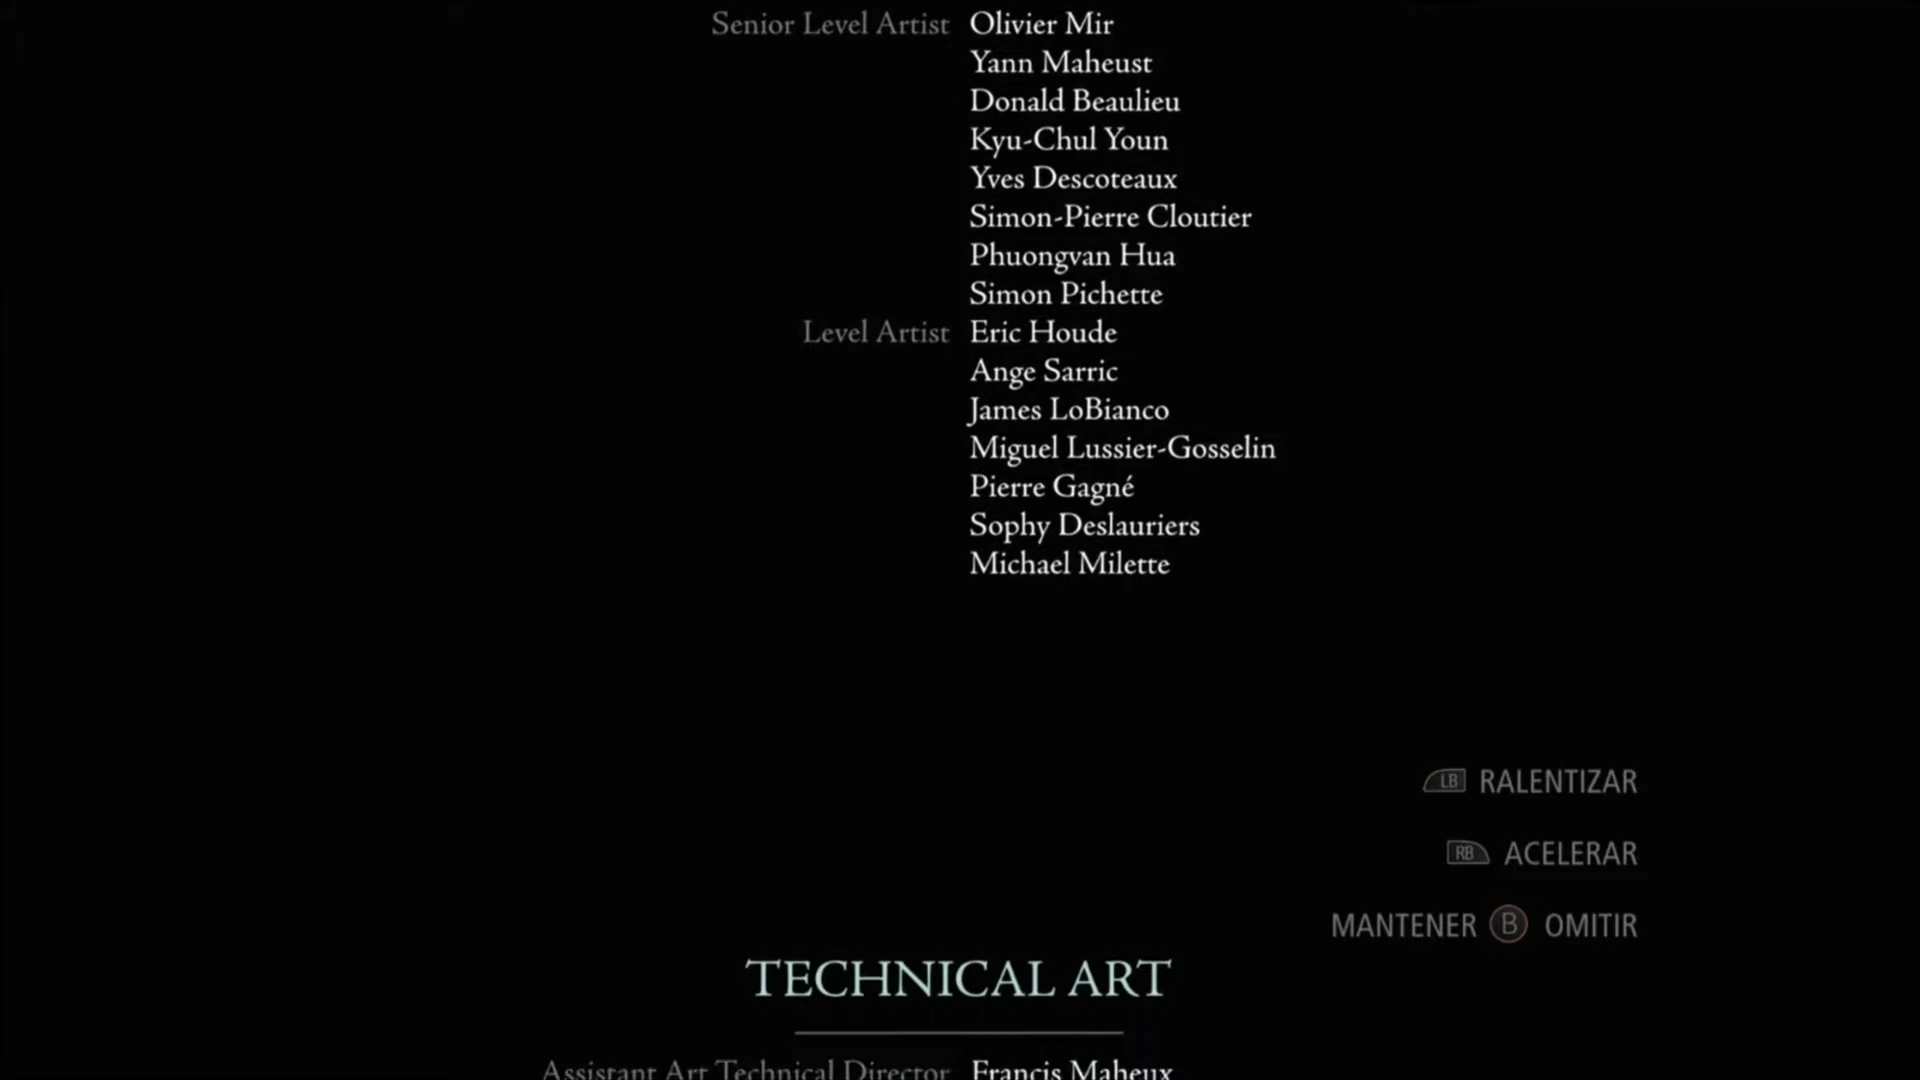 Senior Level Artist Olivier Mir
Yann Maheust
Donald Beaulieu
Kyu-Chul Youn
Yves Descoteaux
Simon-Pierre Cloutier
Phuongvan Hua
Simon Pichette
Level Artist Eric Houde
Ange Sarric
James LoBianco
Miguel Lussier-Gosselin
Pierre Gagné
Sophy Deslauriers
Michael Milette
LB RALENTIZAR
RB ACELERAR
MANTENER B OMITIR
TECHNICAL ART
Assistant Art Technical Director Francis Maheux